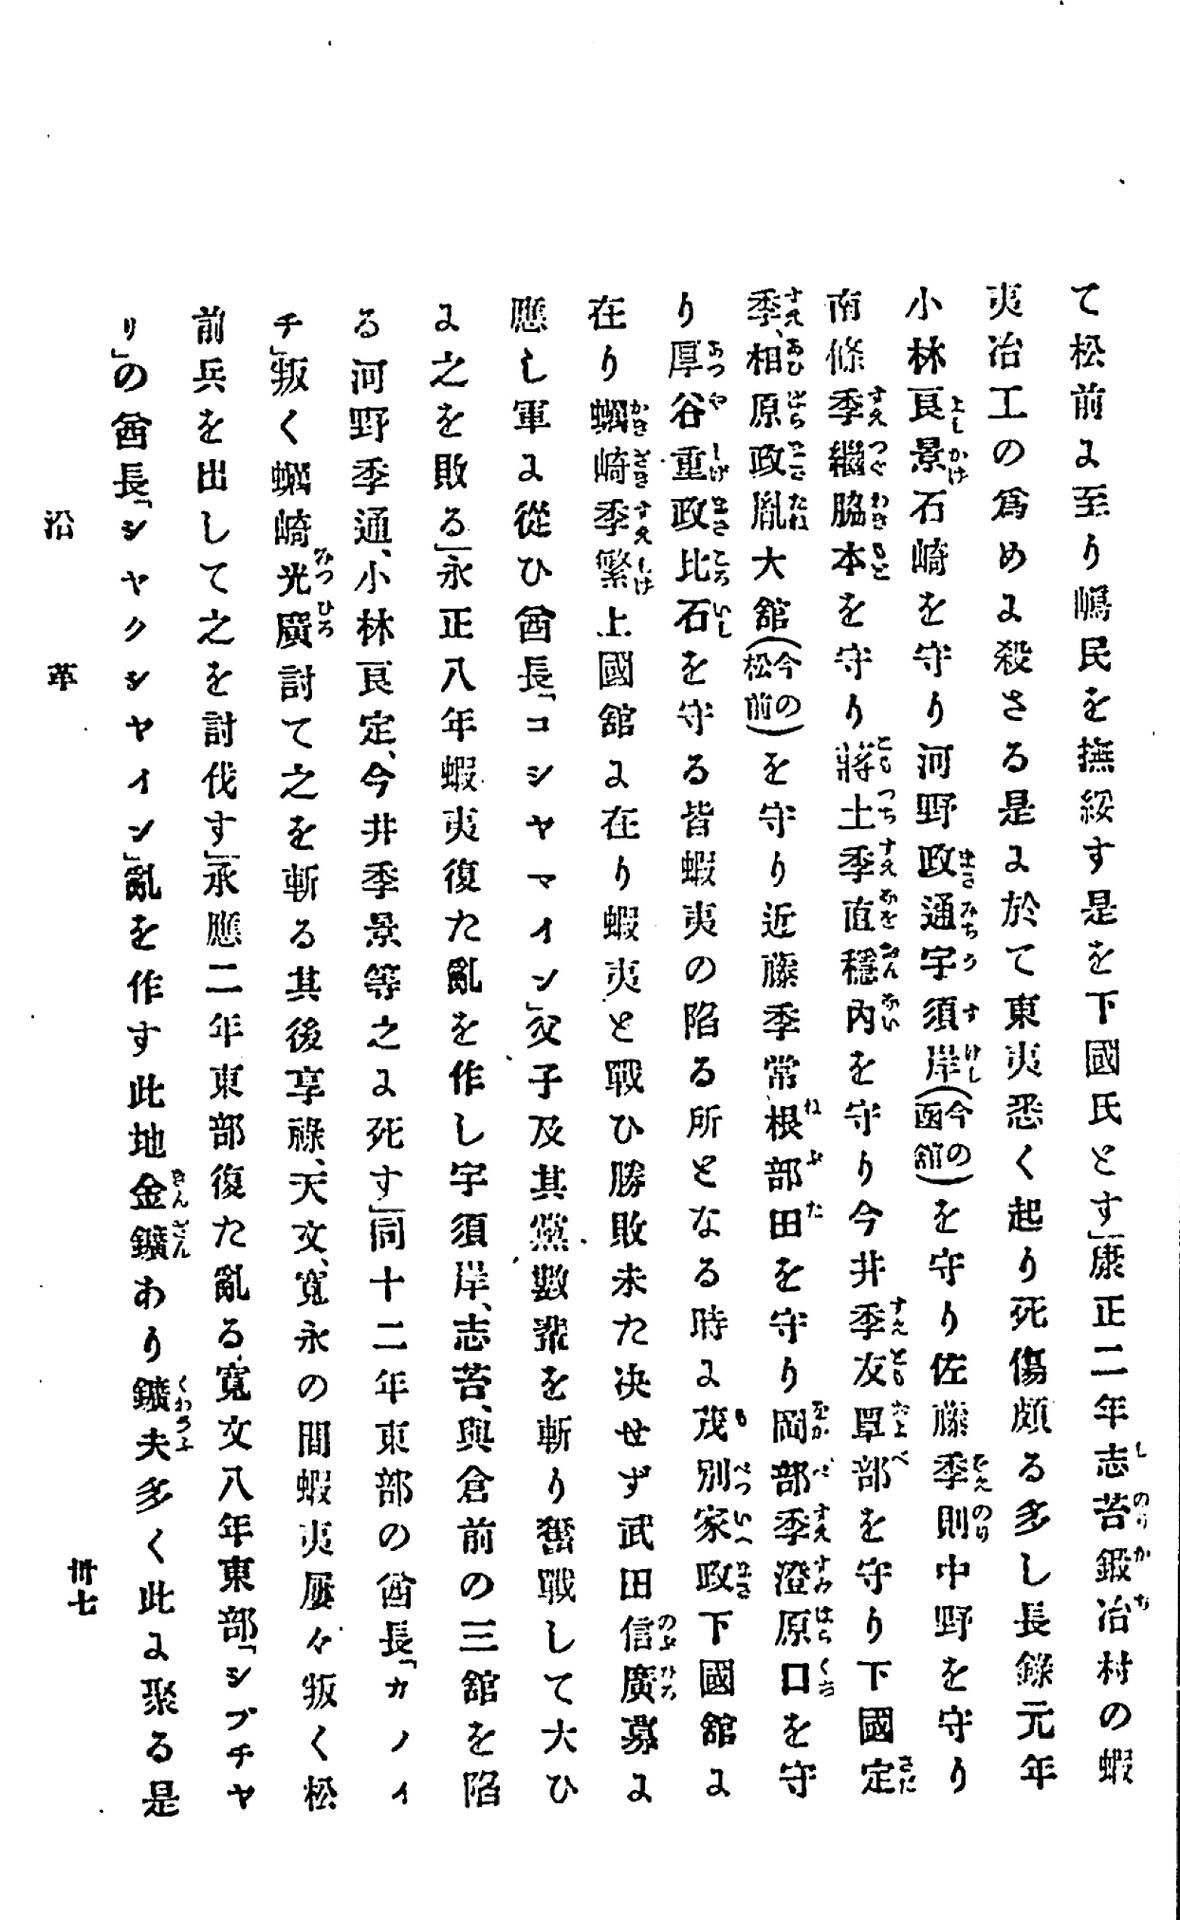 て松前に至り嶋民を撫綏す是を下國氏とす」康正二年志苔鍛冶村の蝦
夷冶工の爲めに殺さる是に於て東夷悉く起り死傷頗る多し長錄元年
小林良景石崎を守り河野政通宇須岸(今の函舘)を守り佐藤季則中野を守り
南條季繼脇本を守り蔣土季直穩内を守り今井季友覃部を守り下國定
季、相原政胤大舘(今の松前)を守り近藤季常根部田を守り岡部季澄原口を守
り厚谷重政比石を守る皆蝦夷の陷る所となる時に茂別家政下國舘に
在り蠣崎季繁上國舘に在り蝦夷と戰ひ勝敗未た决せず武田信廣募に
應し軍に從ひ酋長「コシヤマイン」父子及其黨數輩を斬り奮戰して大ひ
に之を敗る」永正八年蝦夷復た亂を作し宇須岸、志苔、與倉前の三舘を陷
る河野季通、小林良定、今井季景等之に死す」同十二年東部の酋長「カノイ
チ」叛く蠣崎光廣討て之を斬る其後享祿、天文、寬永の間蝦夷屢々叛く松
前兵を出して之を討伐す」承應二年東部復た亂る寬文八年東部「シブチヤ
リ」の酋長「シヤクシヤイン」亂を作す此地金鑛あり鑛夫多く此に聚る是
沿革
卅七